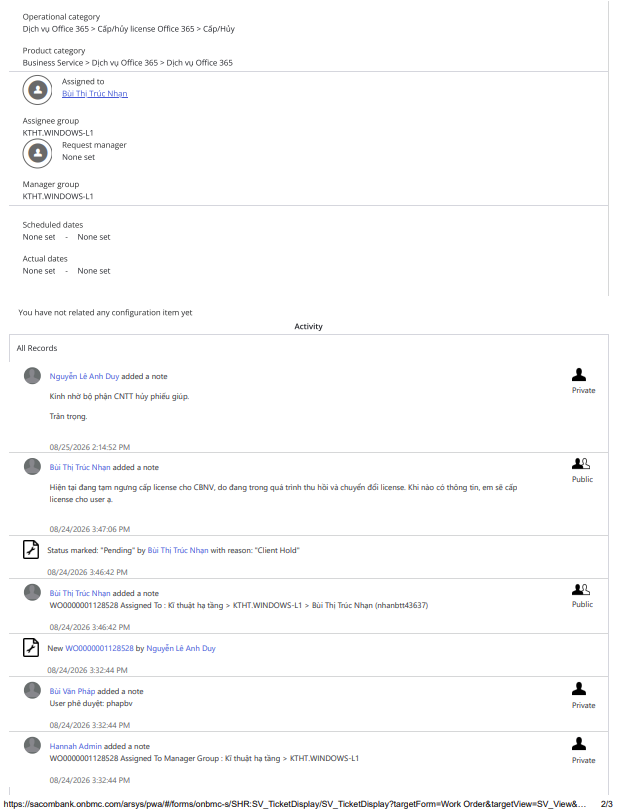 Operational category
Dịch vụ Office 365 > Cấp/hủy license Office 365 > Cấp/Hủy
Product category
Business Service > Dịch vụ Office 365 > Dịch vụ Office 365
Assigned to
Bùi Thị Trúc Nhạn
Assignee group
KTHT.WINDOWS-L1
Request manager
None set
Manager group
KTHT.WINDOWS-L1
Scheduled dates
None set - None set
Actual dates
None set - None set
You have not related any configuration item yet
Activity
All Records
Nguyễn Lê Anh Duy added a note
Private
Kính nhờ bộ phận CNTT hủy phiếu giúp.
Trân trọng.
08/25/2026 2:14:52 PM
Bùi Thị Trúc Nhạn added a note
Public
Hiện tại đang tạm ngưng cấp license cho CBNV, do đang trong quá trình thu hồi và chuyển đổi license. Khi nào có thông tin, em sẽ cấp
license cho user ạ.
08/24/2026 3:47:06 PM
Status marked: "Pending" by Bùi Thị Trúc Nhạn with reason: "Client Hold"
08/24/2026 3:46:42 PM
Bùi Thị Trúc Nhạn added a note
Public
WO0000001128528 Assigned To : Kĩ thuật hạ tầng > KTHT.WINDOWS-L1 > Bùi Thị Trúc Nhạn (nhanbtt43637)
08/24/2026 3:46:42 PM
New WO0000001128528 by Nguyễn Lê Anh Duy
08/24/2026 3:32:44 PM
Bùi Văn Pháp added a note
User phê duyệt: phapbv
Private
08/24/2026 3:32:44 PM
Hannah Admin added a note
WO0000001128528 Assigned To Manager Group : Kĩ thuật hạ tầng > KTHT.WINDOWS-L1
Private
08/24/2026 3:32:44 PM
https://sacombank.onbmc.com/arsys/pwa/#/forms/onbmc-s/SHR:SV_TicketDisplay/SV_TicketDisplay?targetForm=Work Order&targetView=SV_View&… 2/3